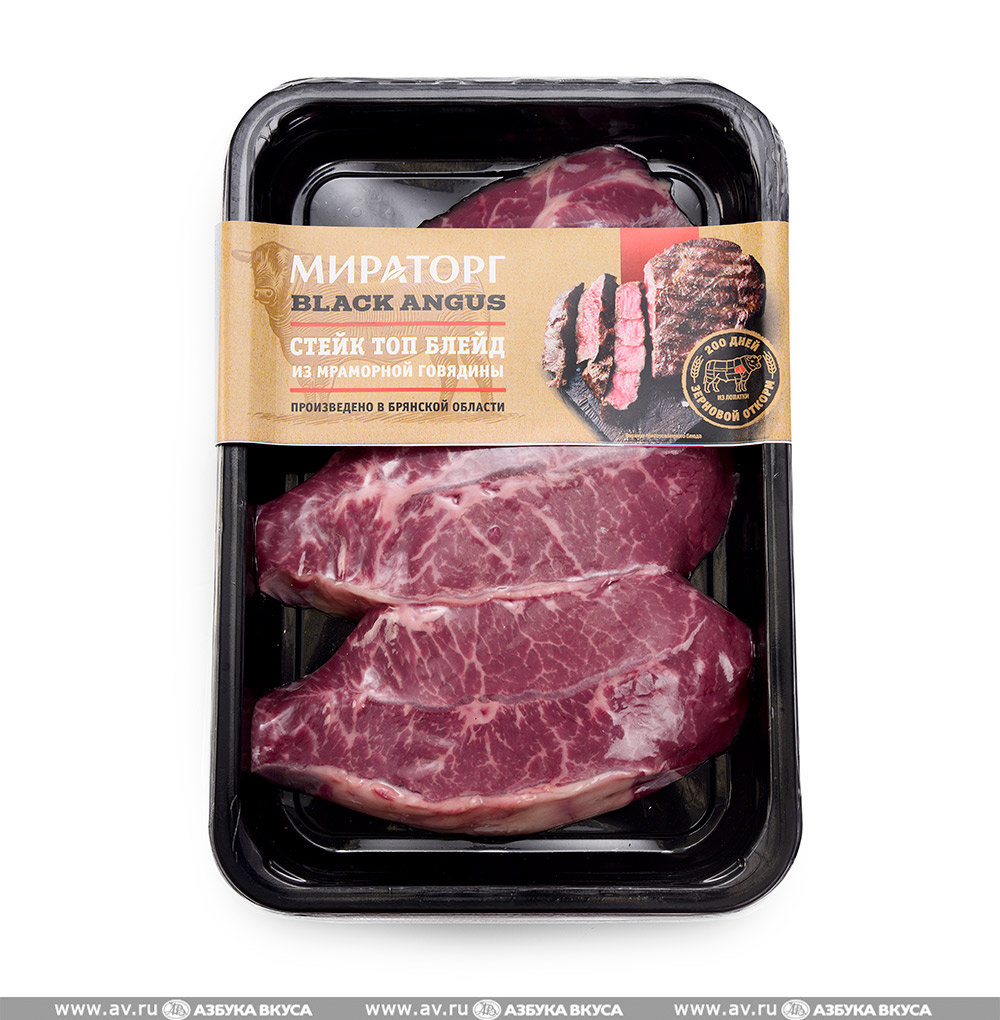 МИРАТОРГ
BLACK ANGUS
СТЕЙК ТОП БЛЕЙД
ИЗ МРАМОРНОЙ ГОВЯДИНЫ
ПРОИЗВЕДЕНО В БРЯНСКОЙ ОБЛАСТИ
200 ДНЕЙ
ИЗ ЛОПАТКИ
ЗЕРНОВОЙ ОТКОРМ
www.av.ru АЗБУКА ВКУСА www.av.ru АЗБУКА ВКУСА www.av.ru АЗБУКА ВКУСА